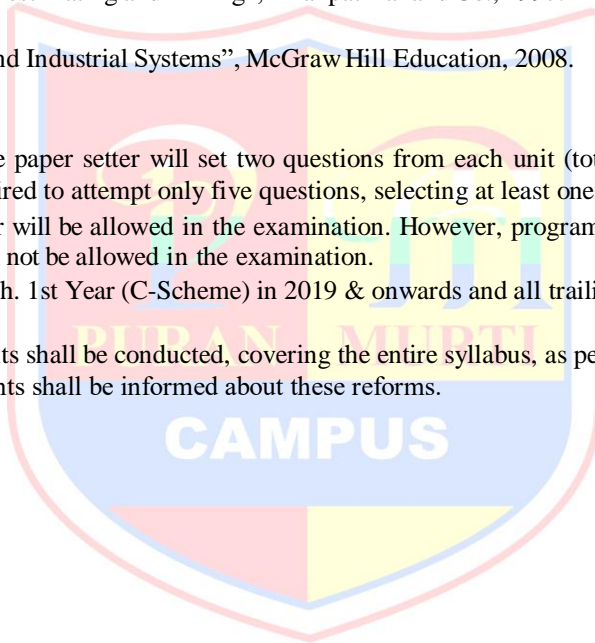 nd Industrial Systems”, McGraw Hill Education, 2008.
e paper setter will set two questions from each unit (tot
ired to attempt only five questions, selecting at least one
r will be allowed in the examination. However, program
not be allowed in the examination.
h. 1st Year (C-Scheme) in 2019 & onwards and all traili
nts shall be conducted, covering the entire syllabus, as pe
nts shall be informed about these reforms.
PURAN MURTI
CAMPUS